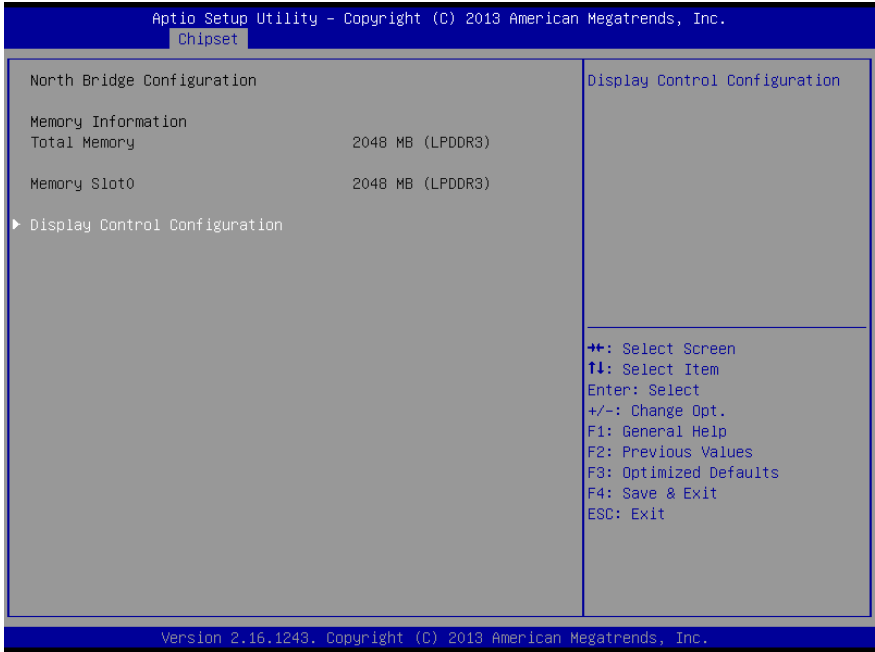 Aptio Setup Utility – Copyright (C) 2013 American Megatrends, Inc.
Chipset
North Bridge Configuration
Memory Information
Total Memory 2048 MB (LPDDR3)
Memory Slot0 2048 MB (LPDDR3)
▶ Display Control Configuration
Display Control Configuration
→←: Select Screen
↑↓: Select Item
Enter: Select
+/-: Change Opt.
F1: General Help
F2: Previous Values
F3: Optimized Defaults
F4: Save & Exit
ESC: Exit
Version 2.16.1243. Copyright (C) 2013 American Megatrends, Inc.